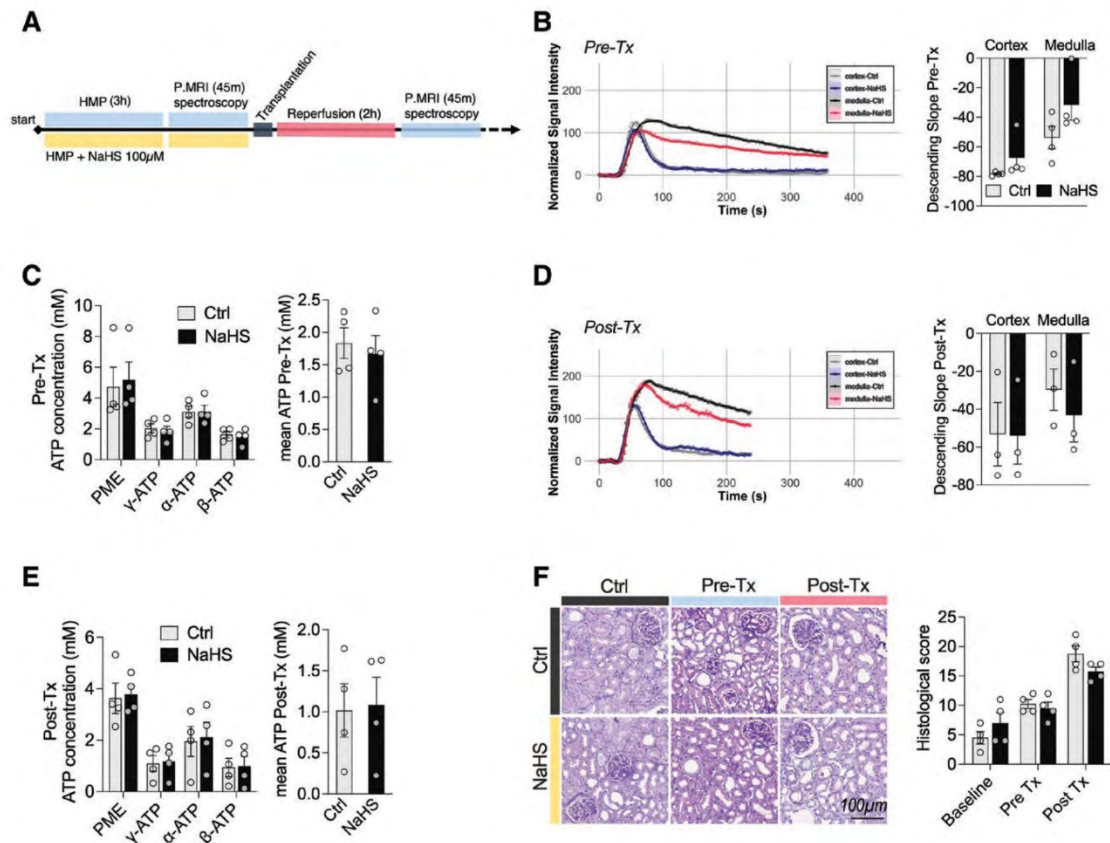 A
HMP (3h)
P.MRI (45m)
spectroscopy
Transplantation
Reperfusion (2h)
P.MRI (45m)
spectroscopy
start
HMP + NaHS 100µM
B
Pre-Tx
Normalized Signal Intensity
200
100
0
0
200
400
Time (s)
cortex-Ctrl
cortex-NaHS
medulla-Ctrl
medulla-NaHS
Descending Slope Pre-Tx
Cortex Medulla
0
-20
-40
-60
-80
-100
Ctrl NaHS
C
Pre-Tx
ATP concentration (mM)
10
8
6
4
2
0
Ctrl
NaHS
PME
γ-ATP
α-ATP
β-ATP
mean ATP Pre-Tx (mM)
2.5
2.0
1.5
1.0
0.5
0.0
Ctrl
NaHS
D
Post-Tx
Normalized Signal Intensity
200
100
0
0
200
400
Time (s)
cortex-Ctrl
cortex-NaHS
medulla-Ctrl
medulla-NaHS
Descending Slope Post-Tx
Cortex Medulla
0
-20
-40
-60
-80
E
Post-Tx
ATP concentration (mM)
6
4
2
0
Ctrl
NaHS
PME
γ-ATP
α-ATP
β-ATP
mean ATP Post-Tx (mM)
2.0
1.5
1.0
0.5
0.0
Ctrl
NaHS
F
Ctrl
Pre-Tx
Post-Tx
Ctrl
NaHS
100µm
Histological score
25
20
15
10
5
0
Baseline
Pre Tx
Post Tx